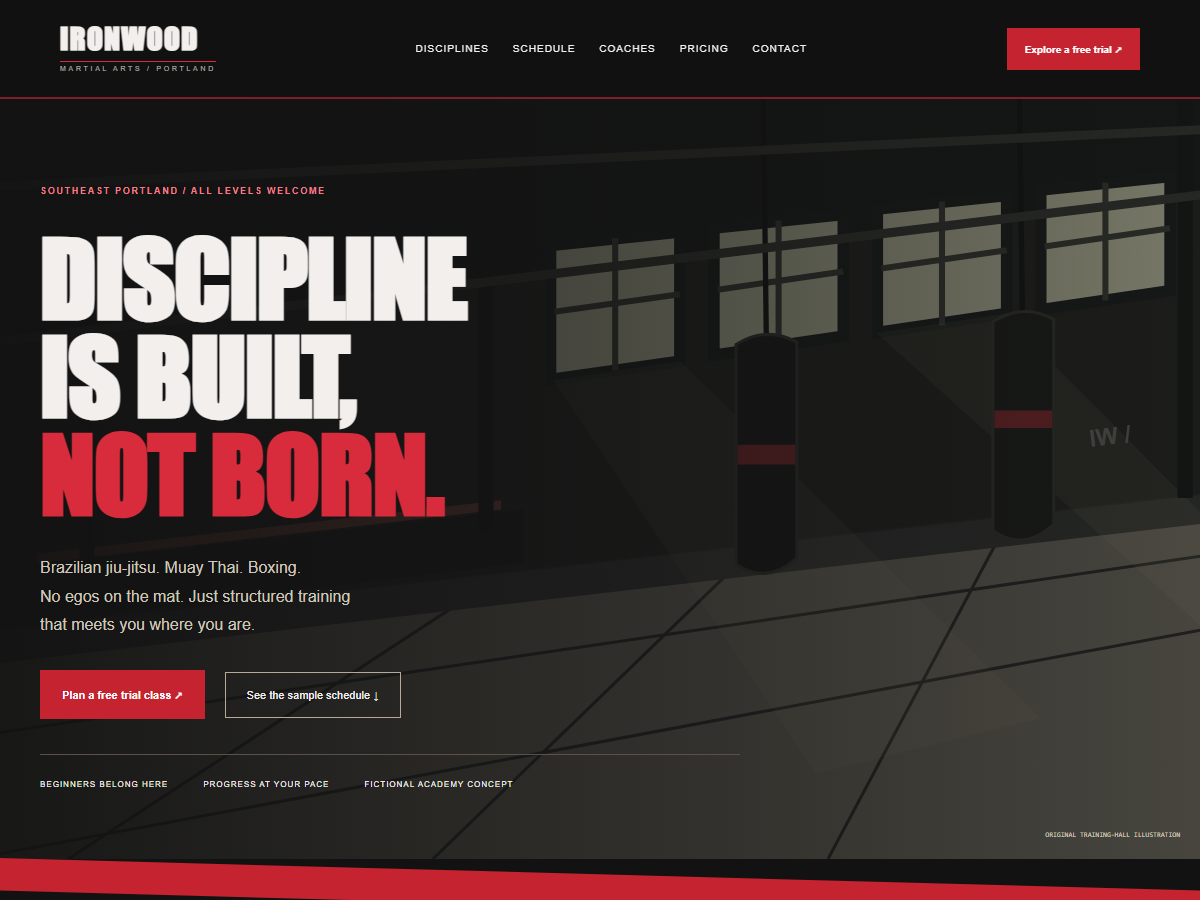 IRONWOOD
MARTIAL ARTS / PORTLAND
DISCIPLINES SCHEDULE COACHES PRICING CONTACT
Explore a free trial ↗
SOUTHEAST PORTLAND / ALL LEVELS WELCOME
DISCIPLINE
IS BUILT,
NOT BORN.
IW /
Brazilian jiu-jitsu. Muay Thai. Boxing.
No egos on the mat. Just structured training
that meets you where you are.
Plan a free trial class ↗ See the sample schedule ↓
BEGINNERS BELONG HERE PROGRESS AT YOUR PACE FICTIONAL ACADEMY CONCEPT
ORIGINAL TRAINING-HALL ILLUSTRATION